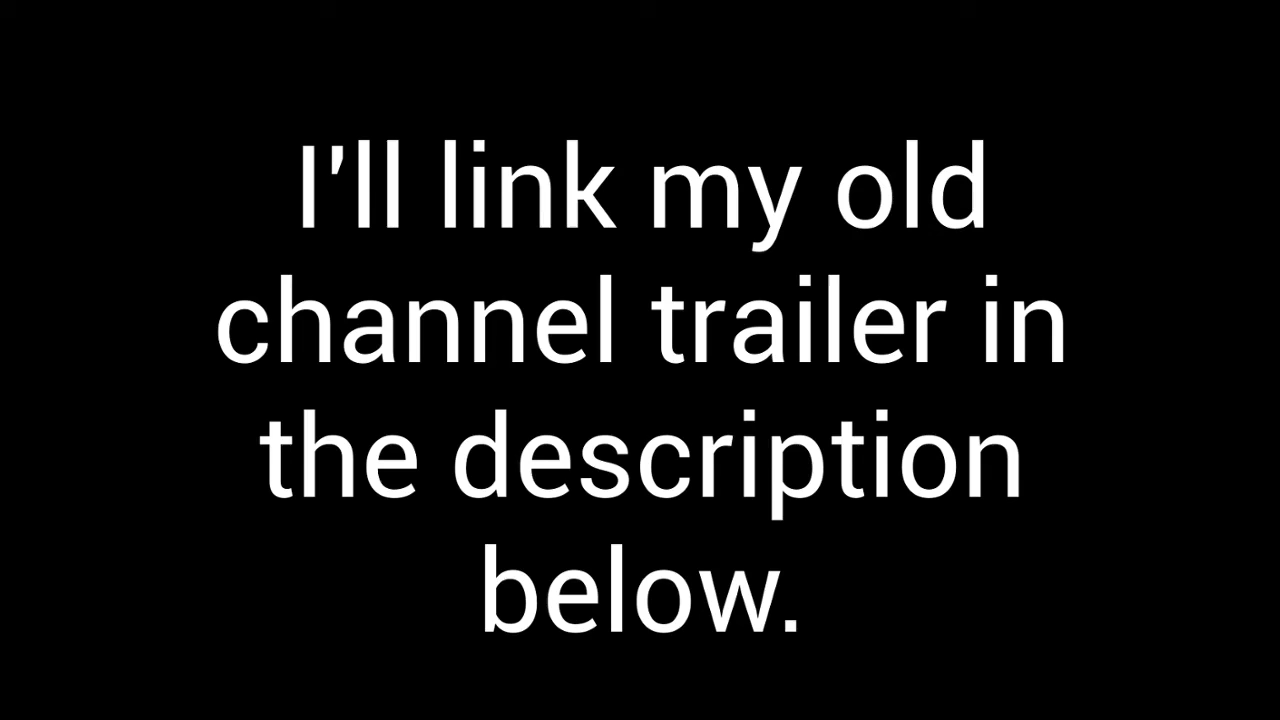 I'll link my old
channel trailer in
the description
below.